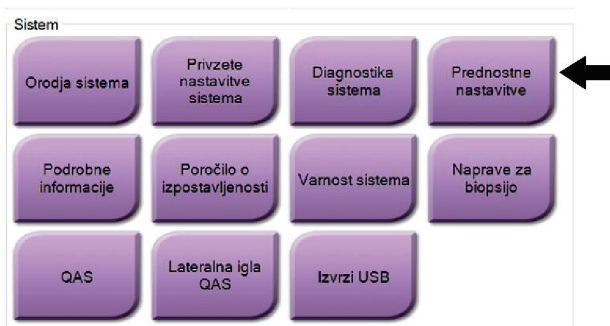 Sistem
Orodja sistema
Privzete
nastavitve
sistema
Diagnostika
sistema
Prednostne
nastavitve
Podrobne
informacije
Poročilo o
izpostavljenosti
Varnost sistema
Naprave za
biopsijo
QAS
Lateralna igla
QAS
Izvrzi USB